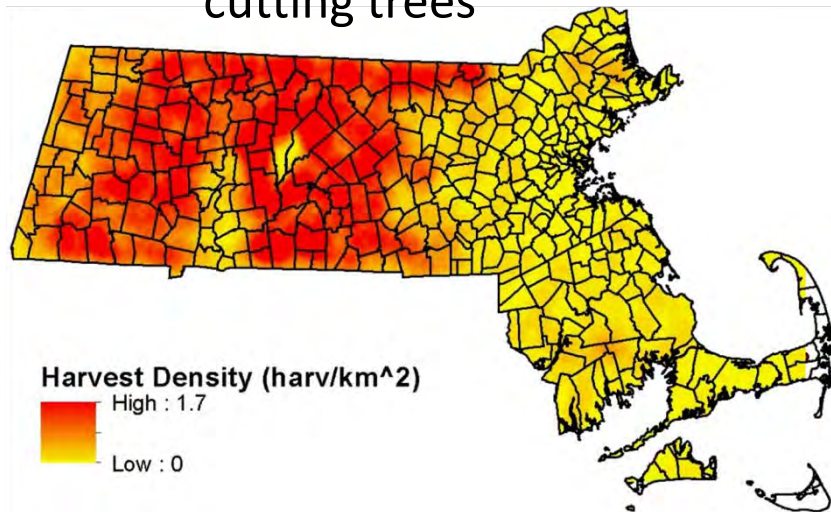 cutting trees
Harvest Density (harv/km^2)
High : 1.7
Low : 0